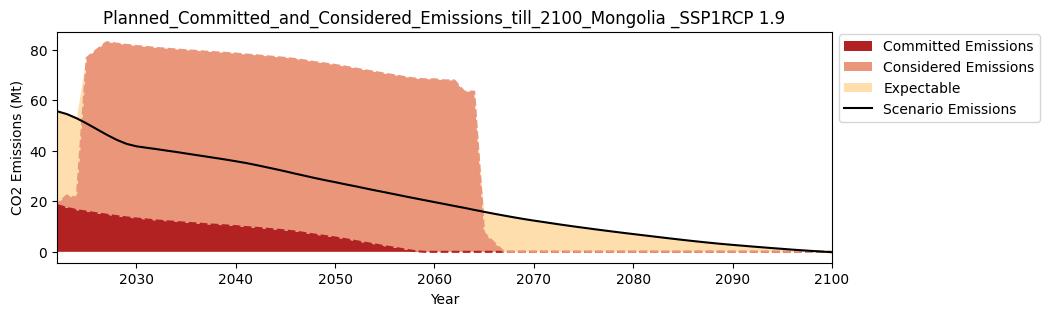 Planned_Committed_and_Considered_Emissions_till_2100_Mongolia _SSP1RCP 1.9
CO2 Emissions (Mt)
80
60
40
20
0
2030
2040
2050
2060
2070
2080
2090
2100
Year
Committed Emissions
Considered Emissions
Expectable
Scenario Emissions